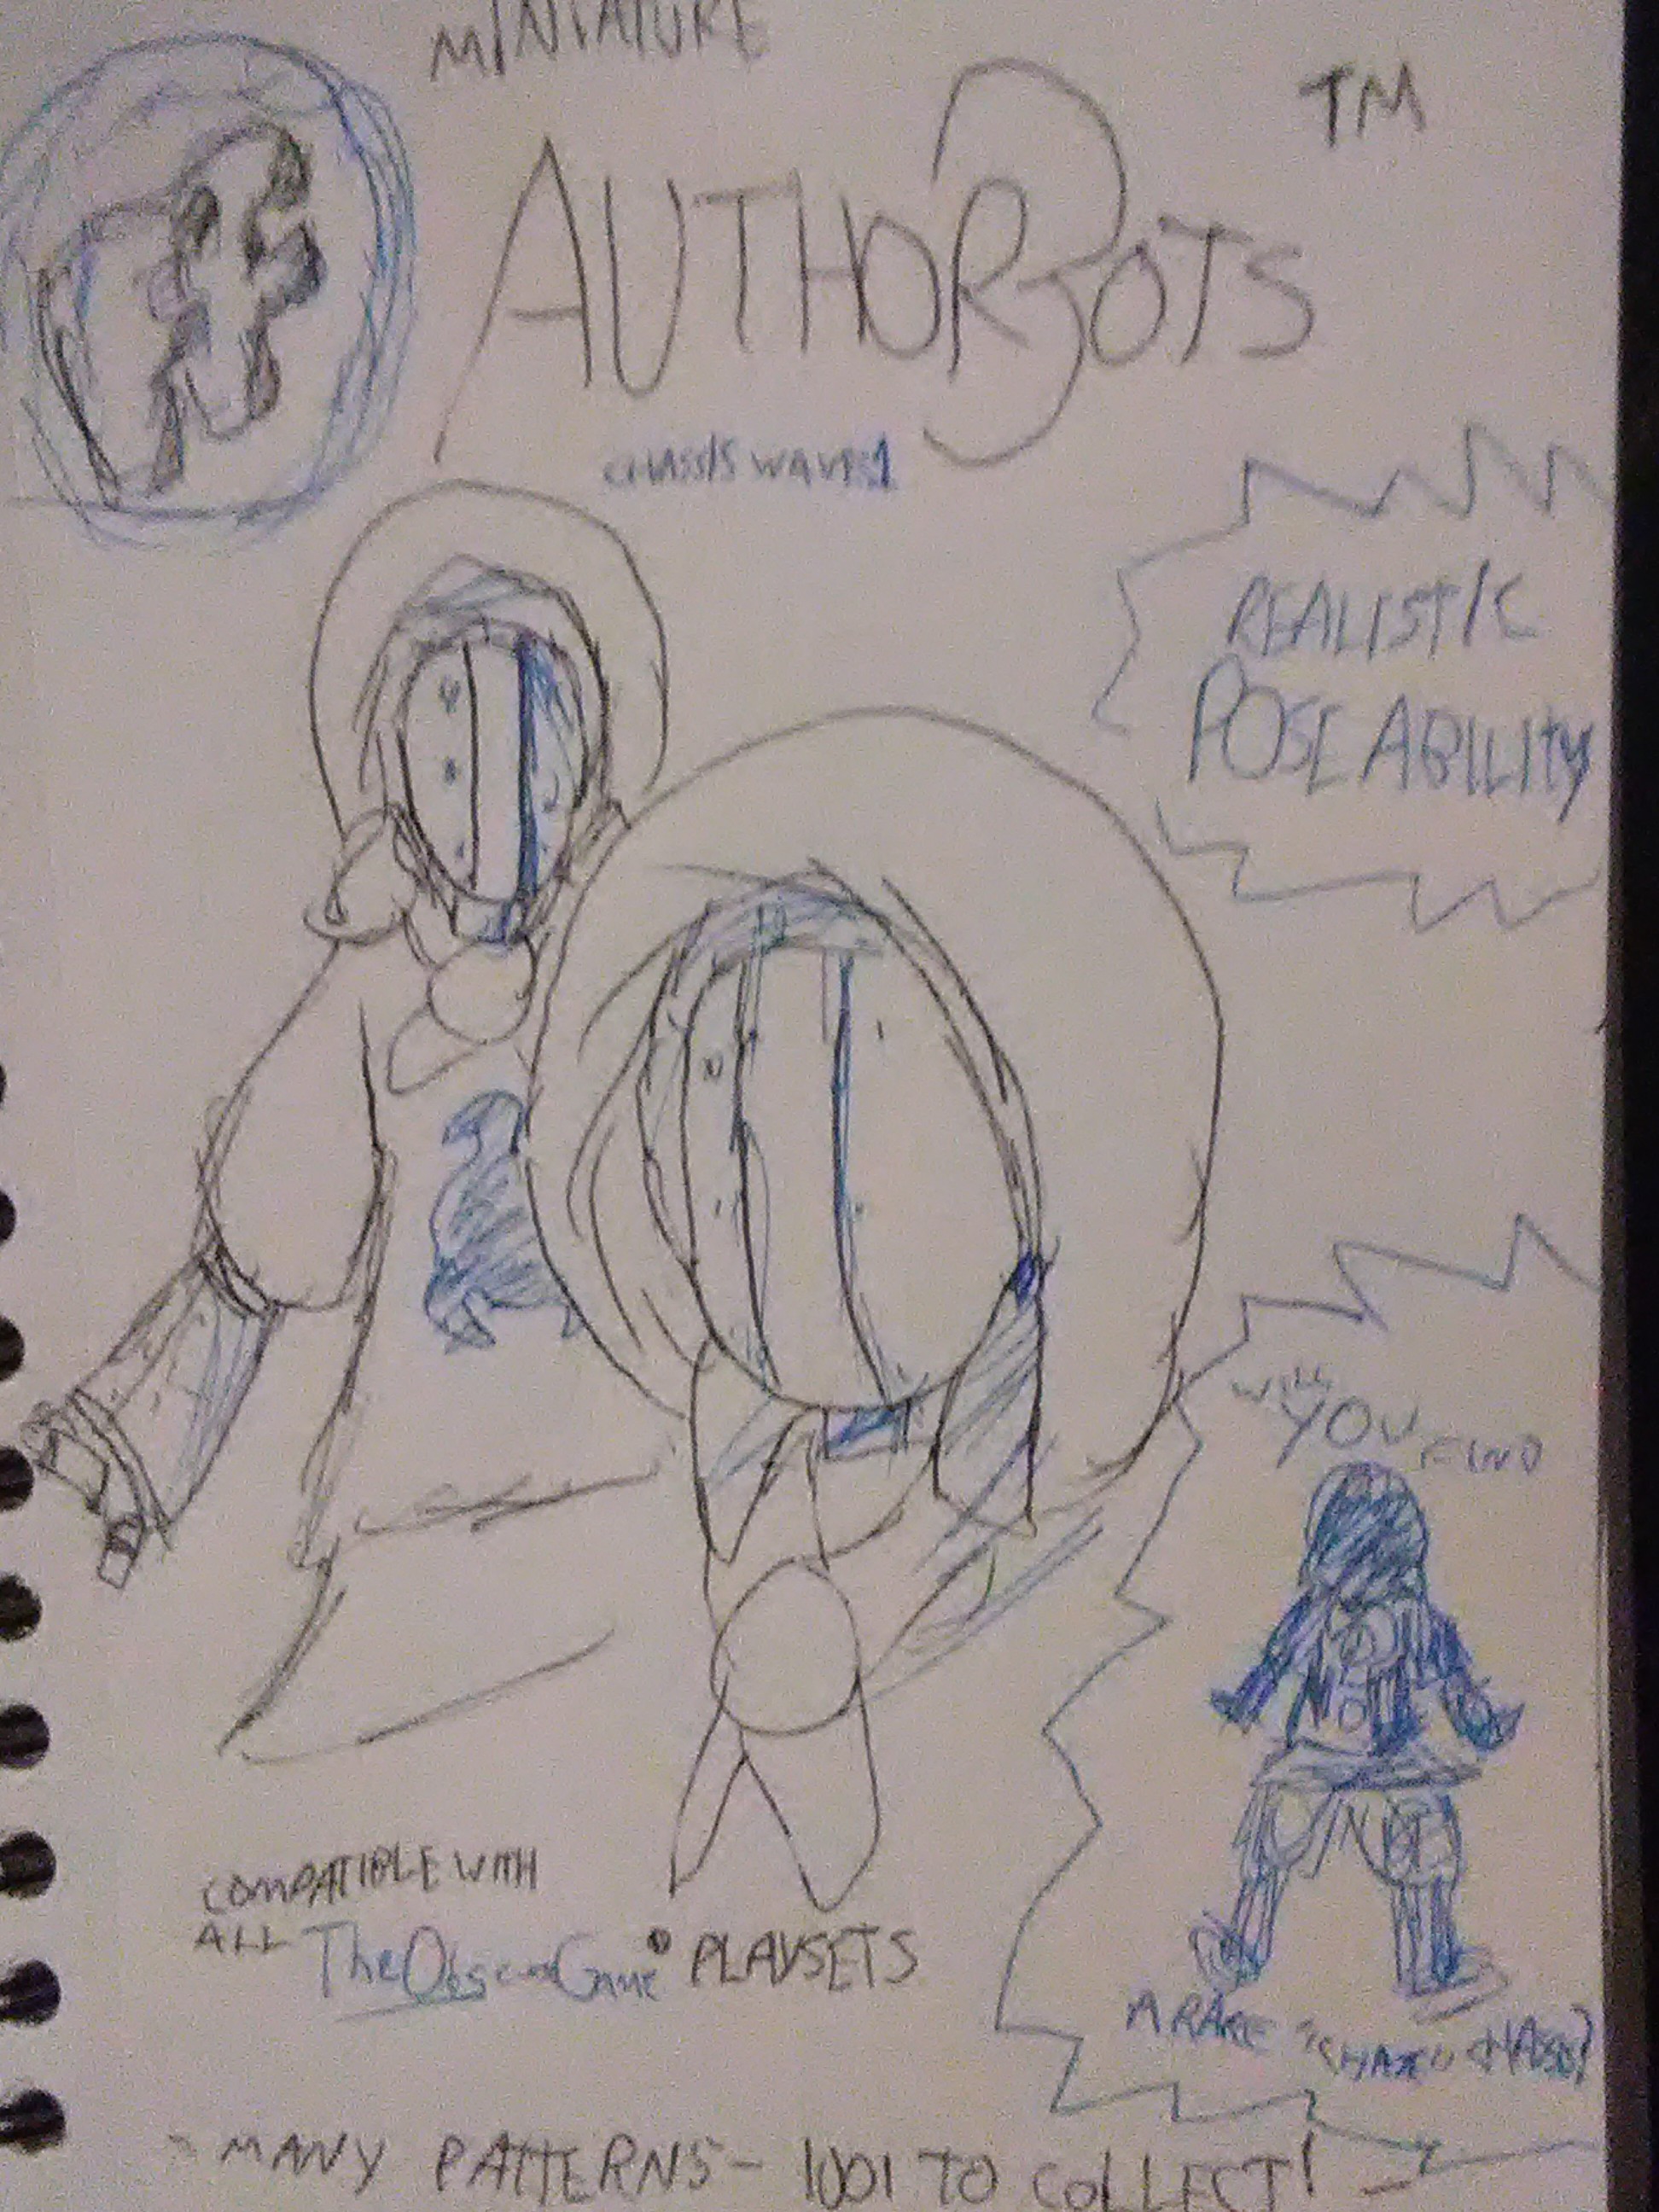 MINIATURE
AUTHORBOTS
TM
CHASSIS WAVE:1
REALISTIC
POSEABILITY
WILL
YOU FIND
A RARE CHASSIS?
COMPATIBLE WITH
ALL TheObscureGame PLAYSETS
MANY PATTERNS - 1001 TO COLLECT! -